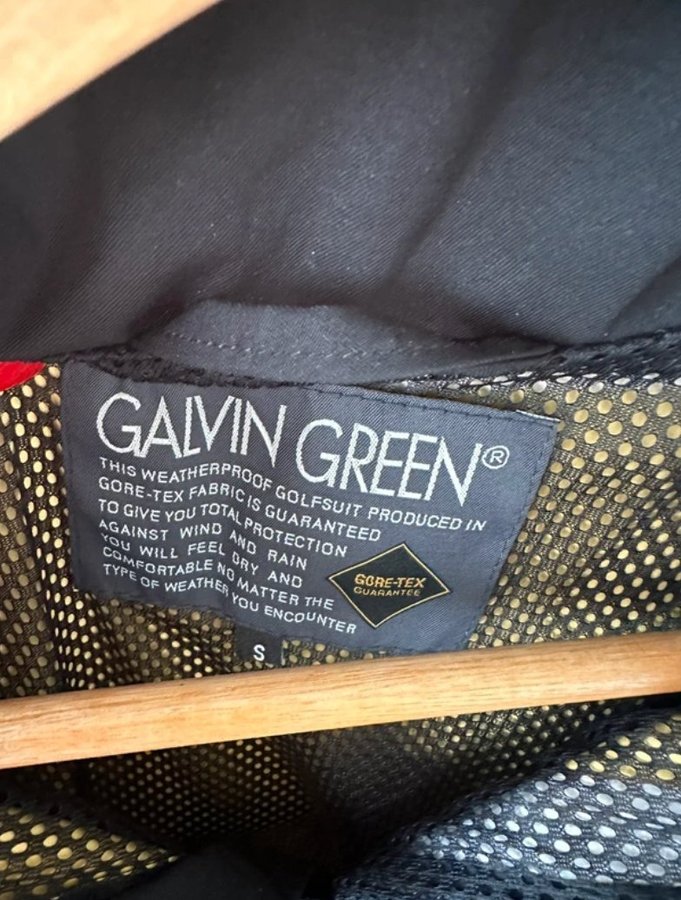 GALVIN GREEN®
THIS WEATHERPROOF GOLFSUIT PRODUCED IN
GORE-TEX FABRIC IS GUARANTEED
TO GIVE YOU TOTAL PROTECTION
AGAINST WIND AND RAIN
YOU WILL FEEL DRY AND
COMFORTABLE NO MATTER THE
TYPE OF WEATHER YOU ENCOUNTER
GORE-TEX
GUARANTEE
S